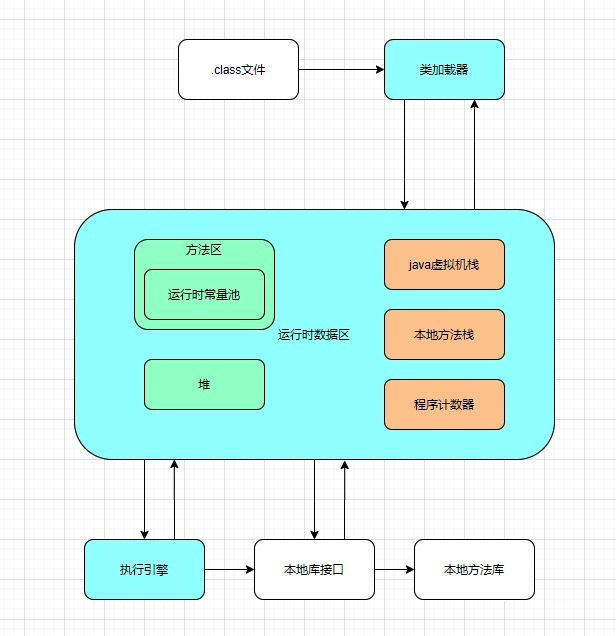 .class文件
类加载器
方法区
运行时常量池
java虚拟机栈
运行时数据区
本地方法栈
堆
程序计数器
执行引擎
本地库接口
本地方法库